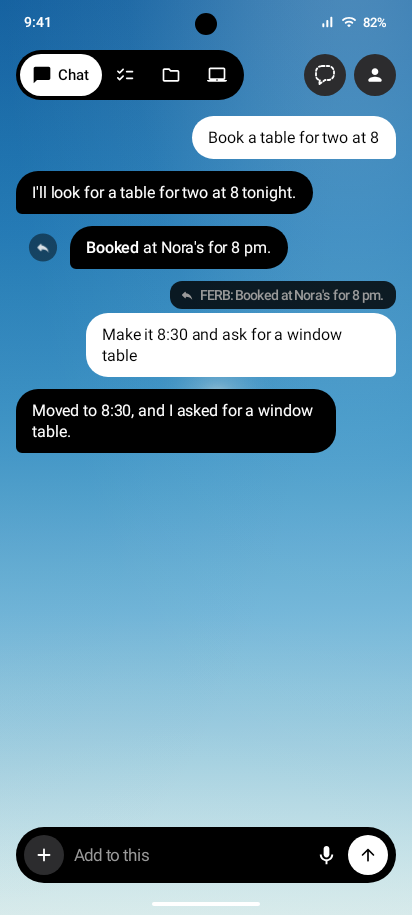 9:41
82%
Chat
Book a table for two at 8
I'll look for a table for two at 8 tonight.
Booked at Nora's for 8 pm.
FERB: Booked at Nora's for 8 pm.
Make it 8:30 and ask for a window
table
Moved to 8:30, and I asked for a window
table.
Add to this